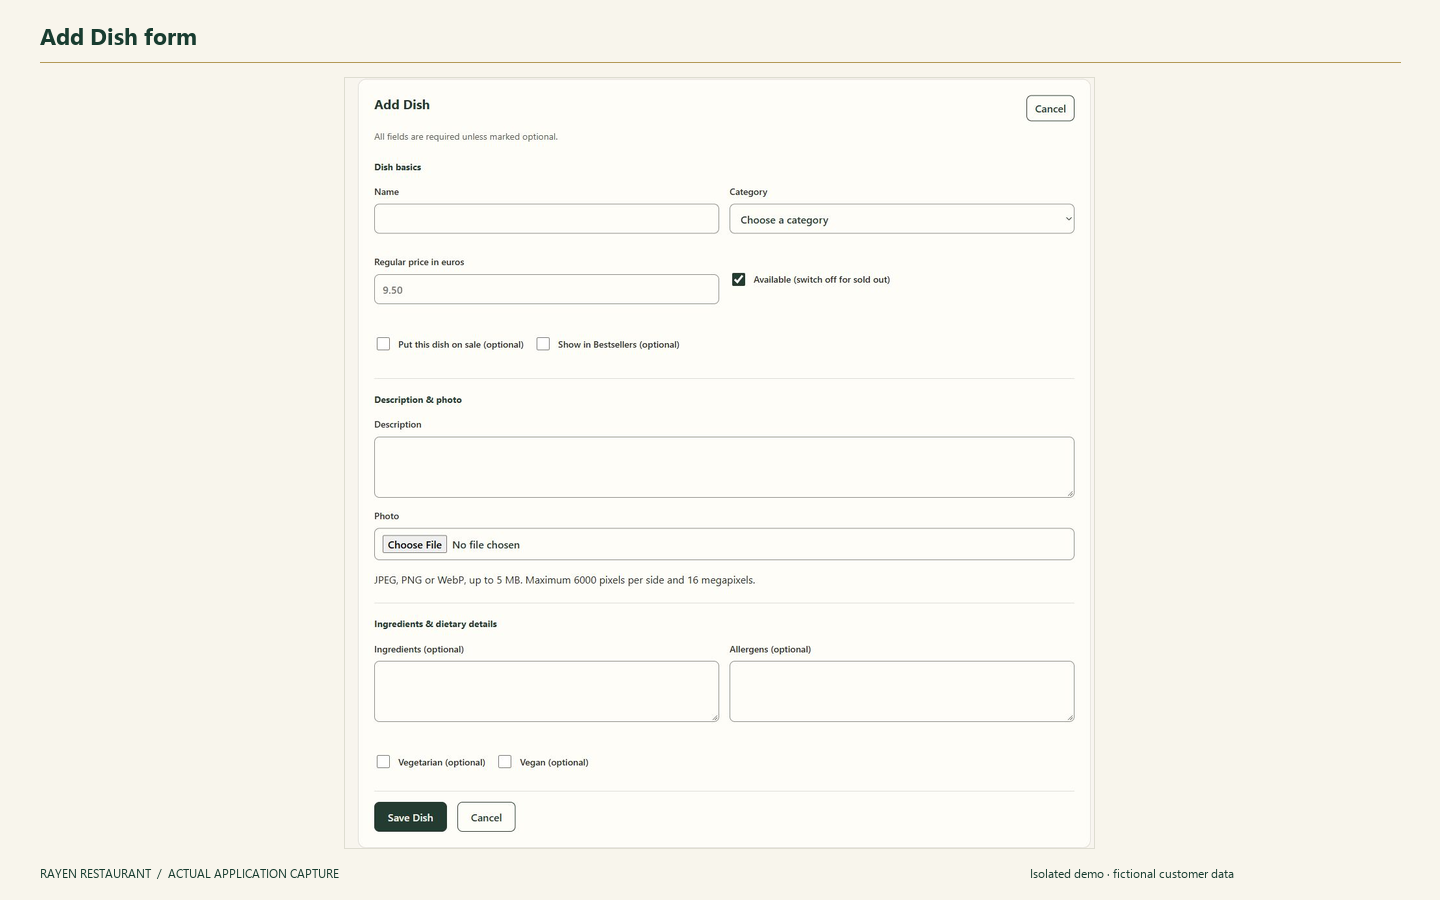 Add Dish form
Add Dish
Cancel
All fields are required unless marked optional.
Dish basics
Name
Category
Choose a category
Regular price in euros
9.50
Available (switch off for sold out)
Put this dish on sale (optional)
Show in Bestsellers (optional)
Description & photo
Description
Photo
Choose File No file chosen
JPEG, PNG or WebP, up to 5 MB. Maximum 6000 pixels per side and 16 megapixels.
Ingredients & dietary details
Ingredients (optional)
Allergens (optional)
Vegetarian (optional)
Vegan (optional)
Save Dish
Cancel
RAYEN RESTAURANT / ACTUAL APPLICATION CAPTURE
Isolated demo · fictional customer data